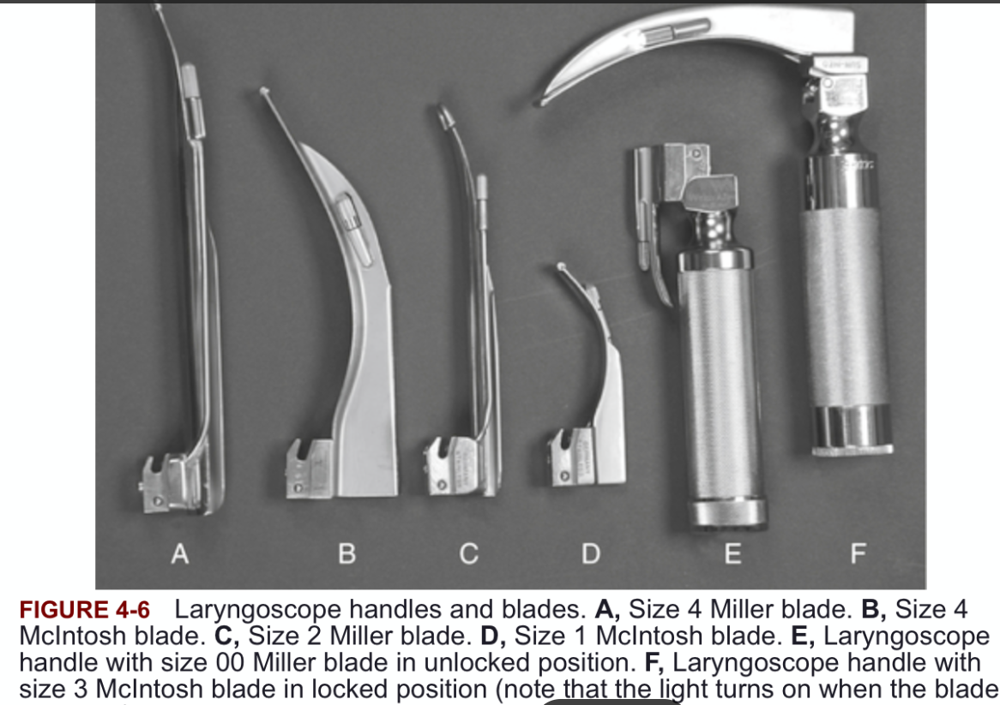 A B C D E F
FIGURE 4-6 Laryngoscope handles and blades. A, Size 4 Miller blade. B, Size 4
McIntosh blade. C, Size 2 Miller blade. D, Size 1 McIntosh blade. E, Laryngoscope
handle with size 00 Miller blade in unlocked position. F, Laryngoscope handle with
size 3 McIntosh blade in locked position (note that the light turns on when the blade